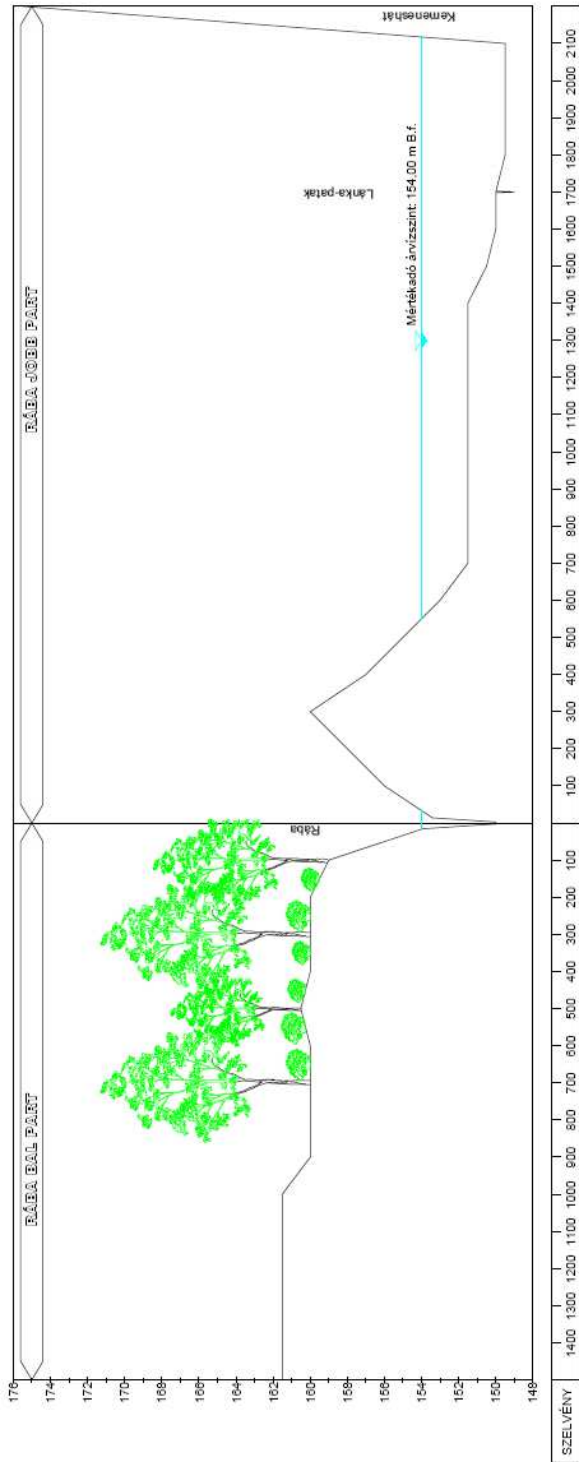 RÁBA BAL PART
RÁBA JOBB PART
176
174
172
170
168
166
164
162
160
158
156
154
152
150
148
Rába
Mértékadó árvízszint: 154.00 m B.f.
Lánka-patak
Kemeneshát
SZELVÉNY
1400 1300 1200 1100 1000 900 800 700 600 500 400 300 200 100 100 200 300 400 500 600 700 800 900 1000 1100 1200 1300 1400 1500 1600 1700 1800 1900 2000 2100